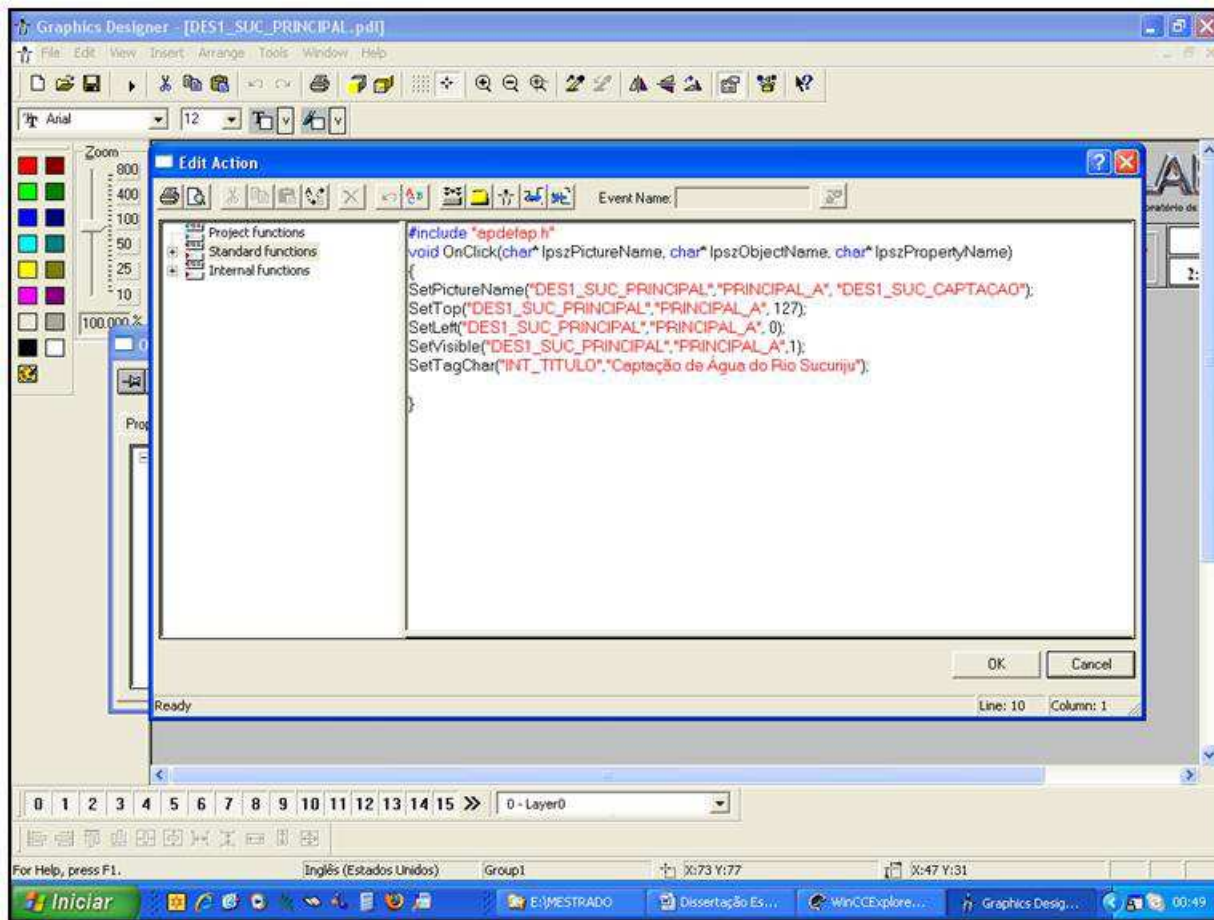 Graphics Designer - [DES1_SUC_PRINCIPAL.pdl]
File Edit View Insert Arrange Tools Window Help
Arial 12
Zoom
800
400
100
50
25
10
100.000 %
Edit Action
Event Name:
Project functions
Standard functions
Internal functions
#include "apdefap.h"
void OnClick(char* lpszPictureName, char* lpszObjectName, char* lpszPropertyName)
{
SetPictureName("DES1_SUC_PRINCIPAL","PRINCIPAL_A", "DES1_SUC_CAPTACAO");
SetTop("DES1_SUC_PRINCIPAL","PRINCIPAL_A", 127);
SetLeft("DES1_SUC_PRINCIPAL","PRINCIPAL_A", 0);
SetVisible("DES1_SUC_PRINCIPAL","PRINCIPAL_A",1);
SetTagChar("INT_TITULO","Captação de Água do Rio Sucuriju");
}
OK Cancel
Ready Line: 10 Column: 1
0 1 2 3 4 5 6 7 8 9 10 11 12 13 14 15 0 - Layer0
For Help, press F1. Inglês (Estados Unidos) Group1 X:73 Y:77 X:47 Y:31
Iniciar E:\MESTRADO Dissertação Es... WinCCExplore... Graphics Desig... 00:49